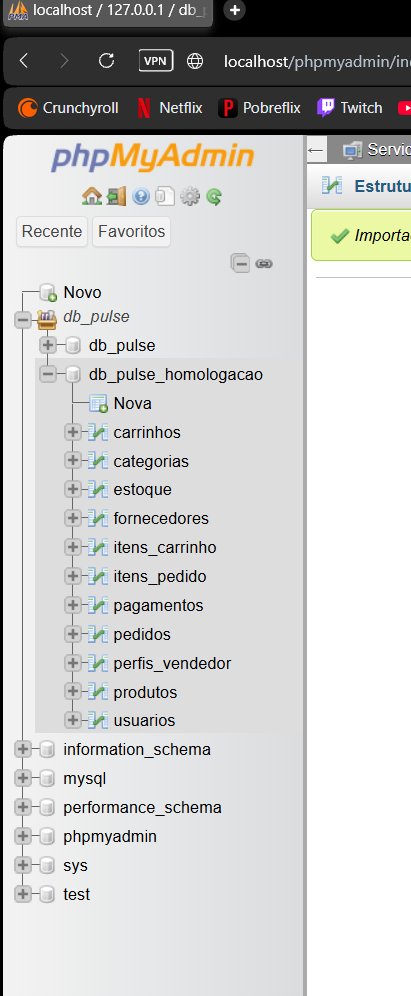 localhost / 127.0.0.1 / db_p
VPN
localhost/phpmyadmin/in
Crunchyroll
Netflix
Pobreflix
Twitch
phpMyAdmin
Servid
Estrutu
Importa
Recente
Favoritos
Novo
db_pulse
db_pulse
db_pulse_homologacao
Nova
carrinhos
categorias
estoque
fornecedores
itens_carrinho
itens_pedido
pagamentos
pedidos
perfis_vendedor
produtos
usuarios
information_schema
mysql
performance_schema
phpmyadmin
sys
test